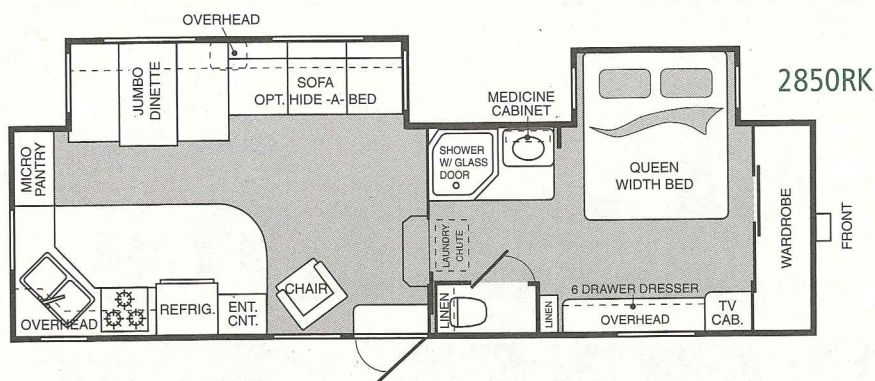 OVERHEAD
2850RK
JUMBO
DINETTE
SOFA
OPT. HIDE -A- BED
MEDICINE
CABINET
MICRO
PANTRY
SHOWER
W/ GLASS
DOOR
QUEEN
WIDTH BED
WARDROBE
FRONT
LAUNDRY
CHUTE
CHAIR
6 DRAWER DRESSER
REFRIG.
ENT.
CNT.
OVERHEAD
LINEN
LINEN
OVERHEAD
TV
CAB.